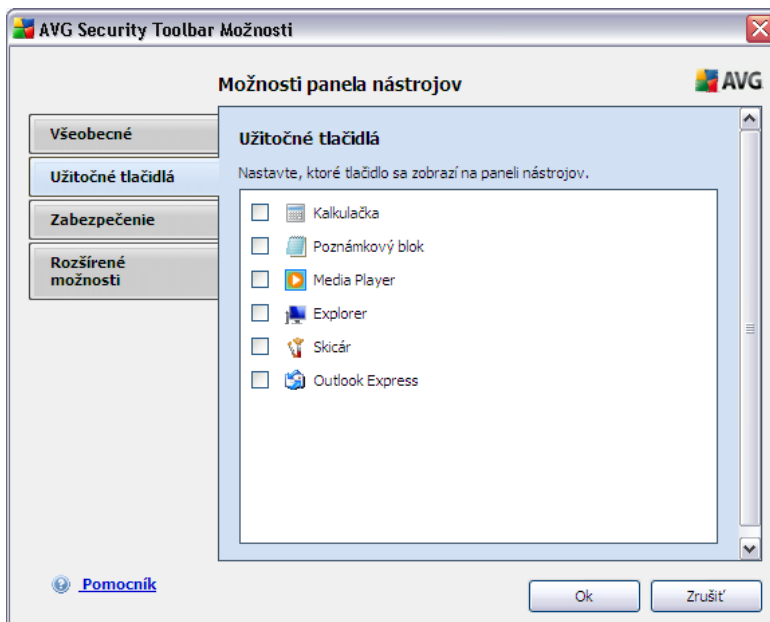 AVG Security Toolbar Možnosti
Možnosti panela nástrojov
AVG
Všeobecné
Užitočné tlačidlá
Zabezpečenie
Rozšírené
možnosti
Užitočné tlačidlá
Nastavte, ktoré tlačidlo sa zobrazí na paneli nástrojov.
Kalkulačka
Poznámkový blok
Media Player
Explorer
Skicár
Outlook Express
Pomocník
Ok
Zrušiť